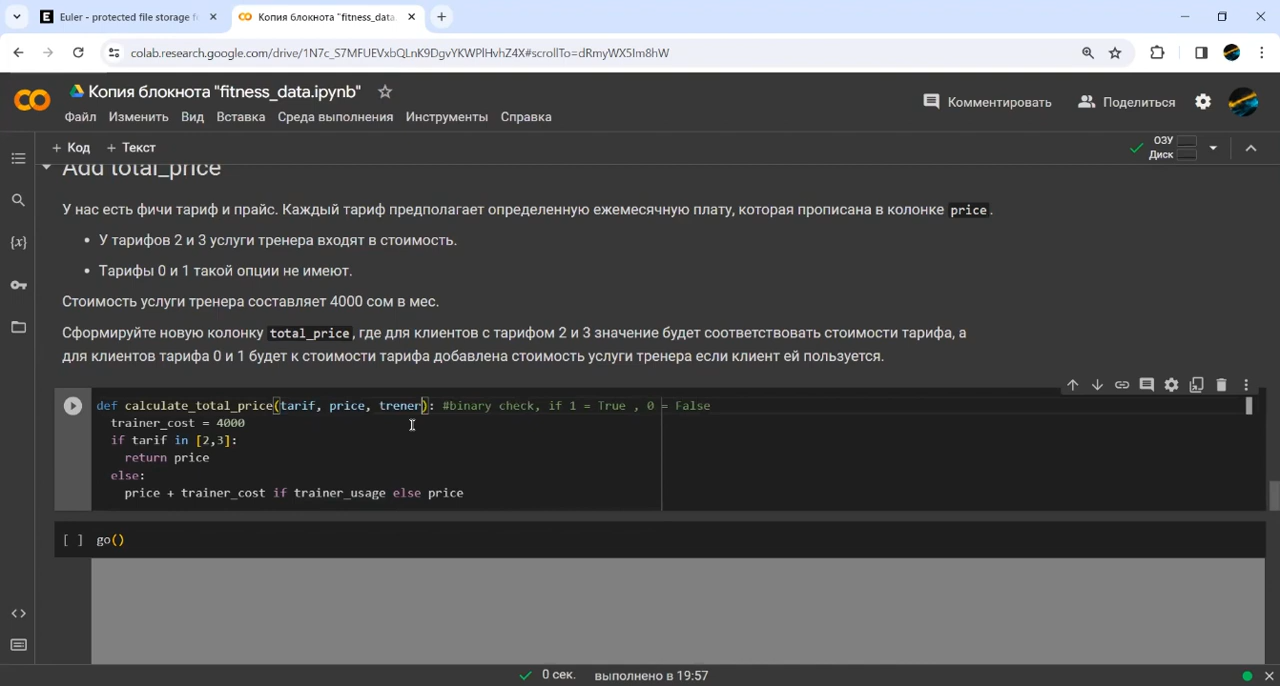 Euler - protected file storage f
Копия блокнота "fitness_data.
colab.research.google.com/drive/1N7c_S7MFUEVxbQLnK9DgvYKWPlHvhZ4X#scrollTo=dRmyWX5Im8hW
Копия блокнота "fitness_data.ipynb"
Файл Изменить Вид Вставка Среда выполнения Инструменты Справка
Комментировать
Поделиться
+ Код + Текст
ОЗУ
Диск
Add total_price
У нас есть фичи тариф и прайс. Каждый тариф предполагает определенную ежемесячную плату, которая прописана в колонке price.
• У тарифов 2 и 3 услуги тренера входят в стоимость.
• Тарифы 0 и 1 такой опции не имеют.
Стоимость услуги тренера составляет 4000 сом в мес.
Сформируйте новую колонку total_price, где для клиентов с тарифом 2 и 3 значение будет соответствовать стоимости тарифа, а
для клиентов тарифа 0 и 1 будет к стоимости тарифа добавлена стоимость услуги тренера если клиент ей пользуется.
def calculate_total_price(tarif, price, trener): #binary check, if 1 = True , 0 = False
trainer_cost = 4000
if tarif in [2,3]:
return price
else:
price + trainer_cost if trainer_usage else price
[ ] go()
0 сек. выполнено в 19:57